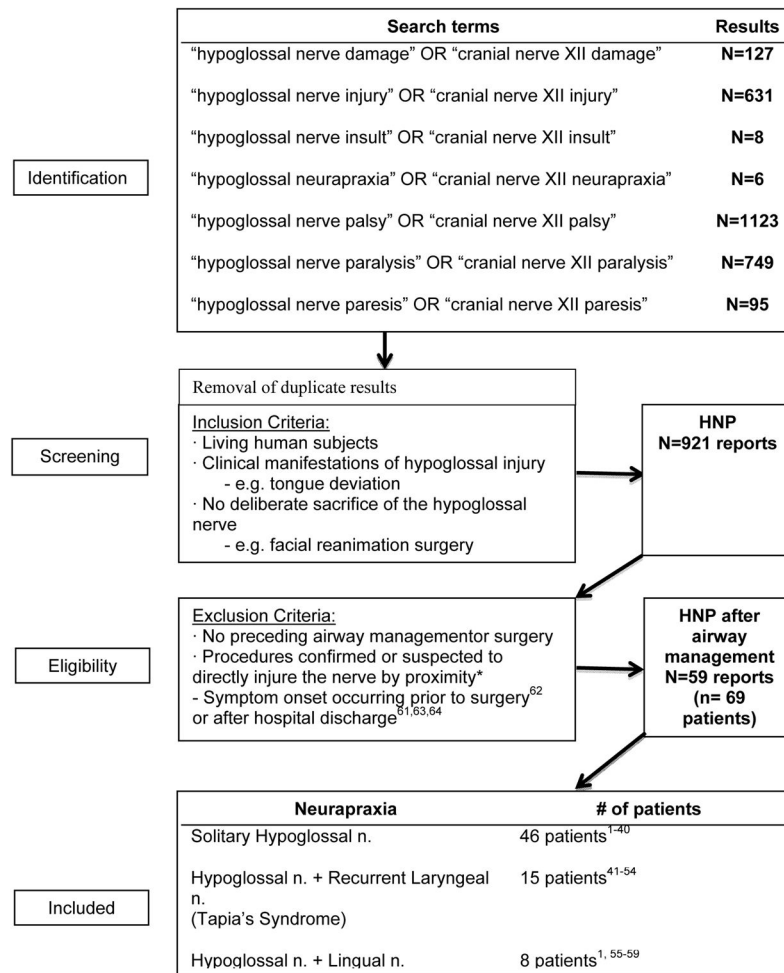 Search terms Results
“hypoglossal nerve damage” OR “cranial nerve XII damage” N=127
“hypoglossal nerve injury” OR “cranial nerve XII injury” N=631
“hypoglossal nerve insult” OR “cranial nerve XII insult” N=8
Identification
“hypoglossal neurapraxia” OR “cranial nerve XII neurapraxia” N=6
“hypoglossal nerve palsy” OR “cranial nerve XII palsy” N=1123
“hypoglossal nerve paralysis” OR “cranial nerve XII paralysis” N=749
“hypoglossal nerve paresis” OR “cranial nerve XII paresis” N=95
Screening
Removal of duplicate results
Inclusion Criteria:
· Living human subjects
· Clinical manifestations of hypoglossal injury
- e.g. tongue deviation
· No deliberate sacrifice of the hypoglossal
nerve
- e.g. facial reanimation surgery
HNP
N=921 reports
Eligibility
Exclusion Criteria:
· No preceding airway managementor surgery
· Procedures confirmed or suspected to
directly injure the nerve by proximity*
- Symptom onset occurring prior to surgery62
or after hospital discharge61,63,64
HNP after
airway
management
N=59 reports
(n= 69
patients)
Included
Neurapraxia # of patients
Solitary Hypoglossal n. 46 patients1-40
Hypoglossal n. + Recurrent Laryngeal 15 patients41-54
n.
(Tapia’s Syndrome)
Hypoglossal n. + Lingual n. 8 patients1, 55-59